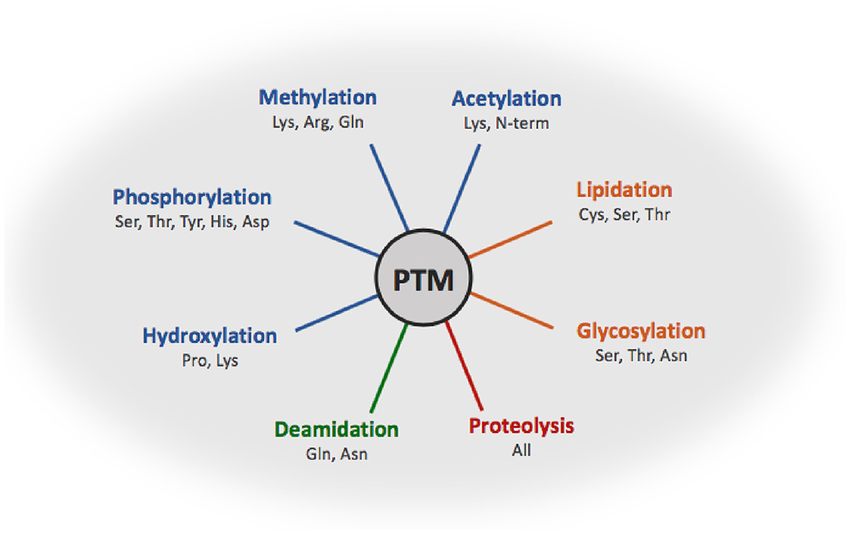 Methylation
Lys, Arg, Gln
Acetylation
Lys, N-term
Phosphorylation
Ser, Thr, Tyr, His, Asp
Lipidation
Cys, Ser, Thr
PTM
Hydroxylation
Pro, Lys
Glycosylation
Ser, Thr, Asn
Deamidation
Gln, Asn
Proteolysis
All